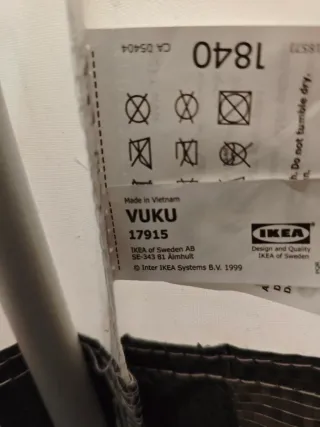 CA 05404
1840
16573
. Do not tumble dry,
Made in Vietnam
VUKU
17915
IKEA of Sweden AB
SE-343 81 Älmhult
© Inter IKEA Systems B.V. 1999
IKEA
Design and Quality
IKEA of Sweden